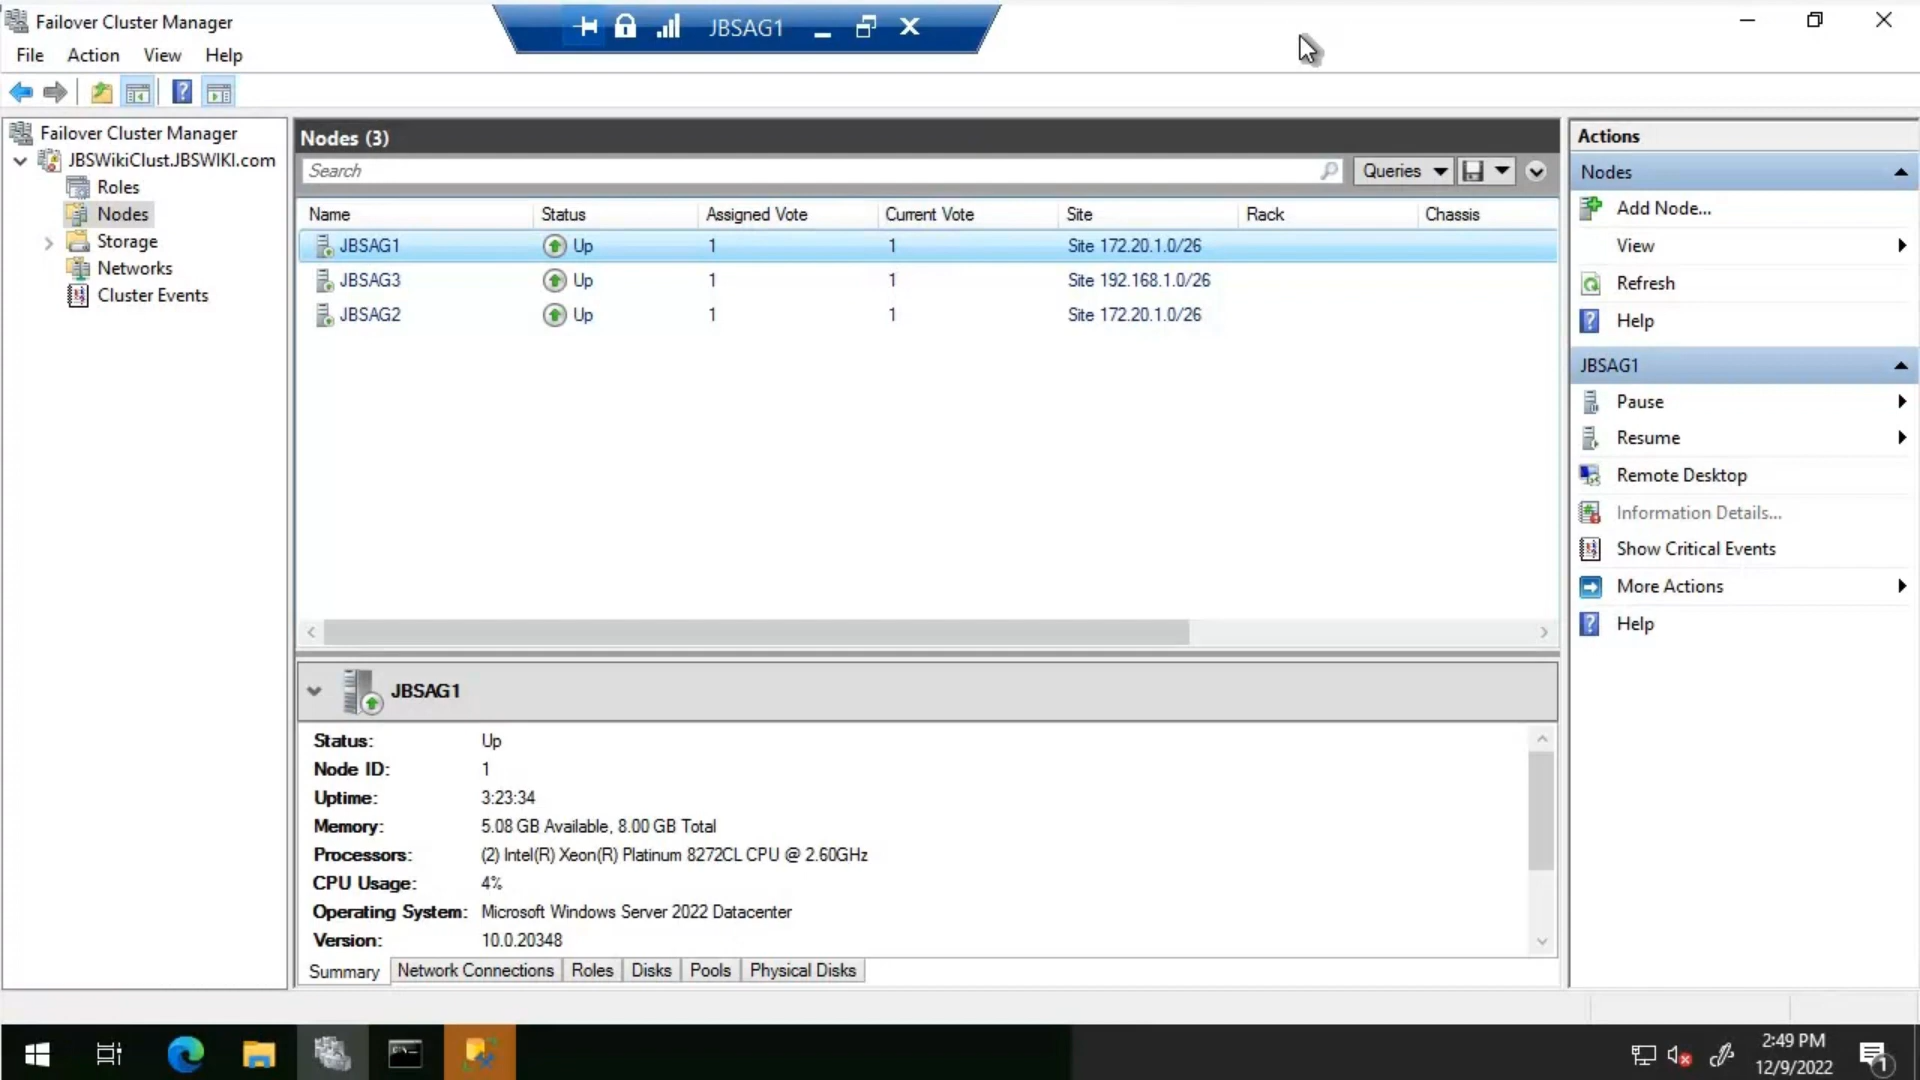 Failover Cluster Manager
JBSAG1
File Action View Help
Failover Cluster Manager
JBSWikiClust.JBSWIKI.com
Roles
Nodes
Storage
Networks
Cluster Events
Nodes (3)
Search
Queries
Name Status Assigned Vote Current Vote Site Rack Chassis
JBSAG1 Up 1 1 Site 172.20.1.0/26
JBSAG3 Up 1 1 Site 192.168.1.0/26
JBSAG2 Up 1 1 Site 172.20.1.0/26
JBSAG1
Status: Up
Node ID: 1
Uptime: 3:23:34
Memory: 5.08 GB Available, 8.00 GB Total
Processors: (2) Intel(R) Xeon(R) Platinum 8272CL CPU @ 2.60GHz
CPU Usage: 4%
Operating System: Microsoft Windows Server 2022 Datacenter
Version: 10.0.20348
Summary Network Connections Roles Disks Pools Physical Disks
Actions
Nodes
Add Node...
View
Refresh
Help
JBSAG1
Pause
Resume
Remote Desktop
Information Details...
Show Critical Events
More Actions
Help
2:49 PM
12/9/2022
1